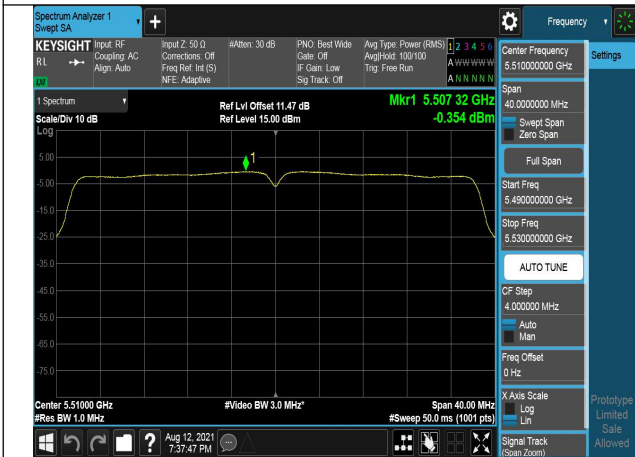 Spectrum Analyzer 1
Swept SA
Frequency
KEYSIGHT
RL
LXI
Input: RF
Coupling: AC
Align: Auto
Input Z: 50 Ω
Corrections: Off
Freq Ref: Int (S)
NFE: Adaptive
#Atten: 30 dB
PNO: Best Wide
Gate: Off
IF Gain: Low
Sig Track: Off
Avg Type: Power (RMS)
Avg|Hold: 100/100
Trig: Free Run
1 2 3 4 5 6
A W W W W W
A N N N N N
1 Spectrum
Scale/Div 10 dB
Log
Ref Lvl Offset 11.47 dB
Ref Level 15.00 dBm
Mkr1 5.507 32 GHz
-0.354 dBm
1
5.00
-5.00
-15.0
-25.0
-35.0
-45.0
-55.0
-65.0
-75.0
Center 5.51000 GHz
#Res BW 1.0 MHz
#Video BW 3.0 MHz*
Span 40.00 MHz
#Sweep 50.0 ms (1001 pts)
Aug 12, 2021
7:37:47 PM
Center Frequency
5.510000000 GHz
Span
40.0000000 MHz
Swept Span
Zero Span
Full Span
Start Freq
5.490000000 GHz
Stop Freq
5.530000000 GHz
AUTO TUNE
CF Step
4.000000 MHz
Auto
Man
Freq Offset
0 Hz
X Axis Scale
Log
Lin
Signal Track
(Span Zoom)
Settings
Prototype
Limited
Sale
Allowed